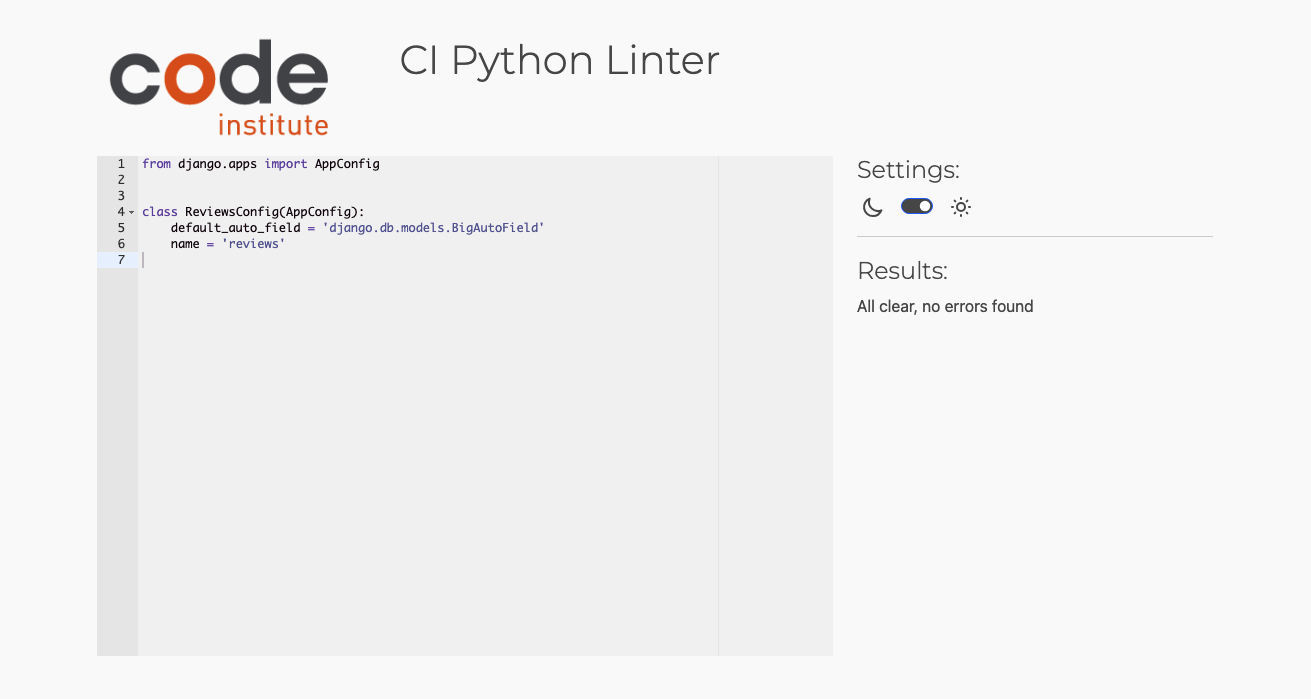 code
institute
CI Python Linter
1 from django.apps import AppConfig
2
3
4 class ReviewsConfig(AppConfig):
5     default_auto_field = 'django.db.models.BigAutoField'
6     name = 'reviews'
7
Settings:
Results:
All clear, no errors found